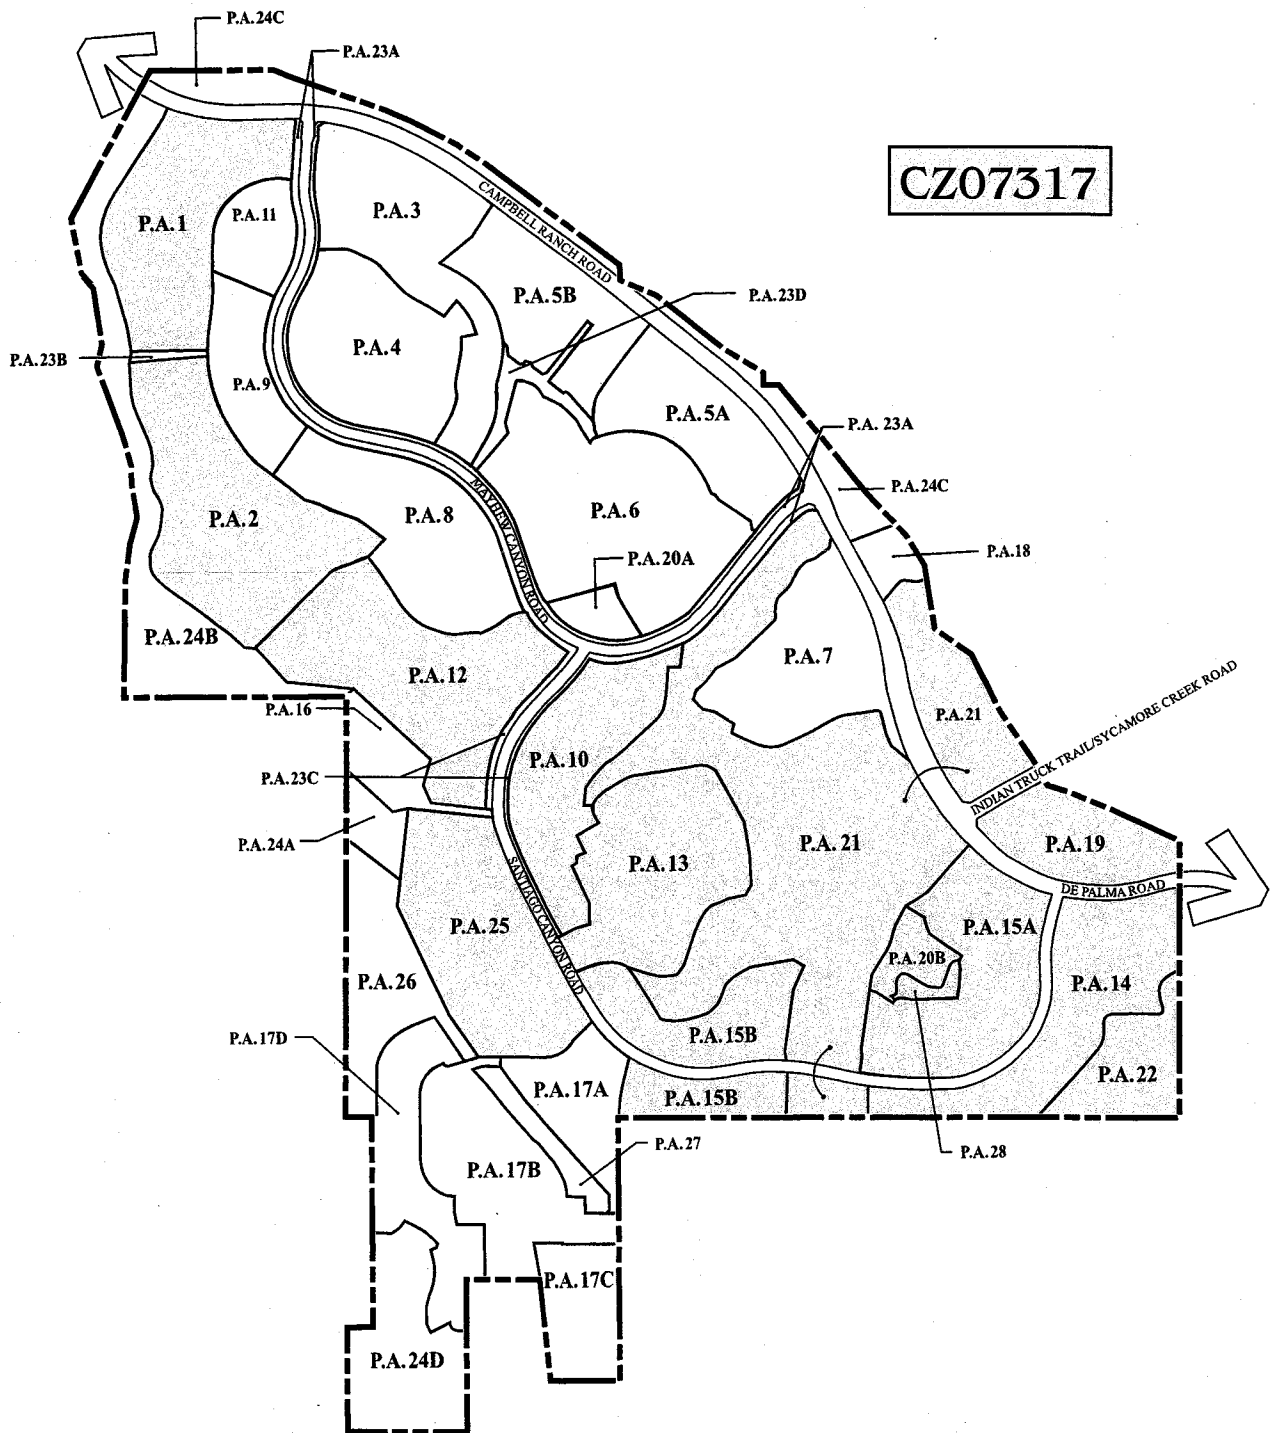 P.A.24C
P.A.23A
CZ07317
CAMPBELL RANCH ROAD
P.A.1
P.A.11
P.A.3
P.A.5B
P.A.23D
P.A.4
P.A.23B
P.A.9
P.A.5A
P.A. 23A
P.A.24C
MAYHEW CANYON ROAD
P.A.2
P.A.8
P.A.6
P.A.18
P.A.20A
P.A.24B
P.A.12
P.A.7
P.A.16
P.A.21
INDIAN TRUCK TRAIL/SYCAMORE CREEK ROAD
P.A.23C
P.A.10
P.A.24A
P.A.13
P.A.21
P.A.19
DE PALMA ROAD
SANTIAGO CANYON ROAD
P.A.25
P.A.15A
P.A.20B
P.A.26
P.A.14
P.A.17D
P.A.15B
P.A.22
P.A.17A
P.A.15B
P.A.27
P.A.28
P.A.17B
P.A.17C
P.A.24D